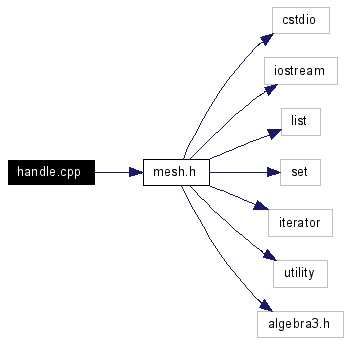 cstdio
iostream
list
handle.cpp
mesh.h
set
iterator
utility
algebra3.h